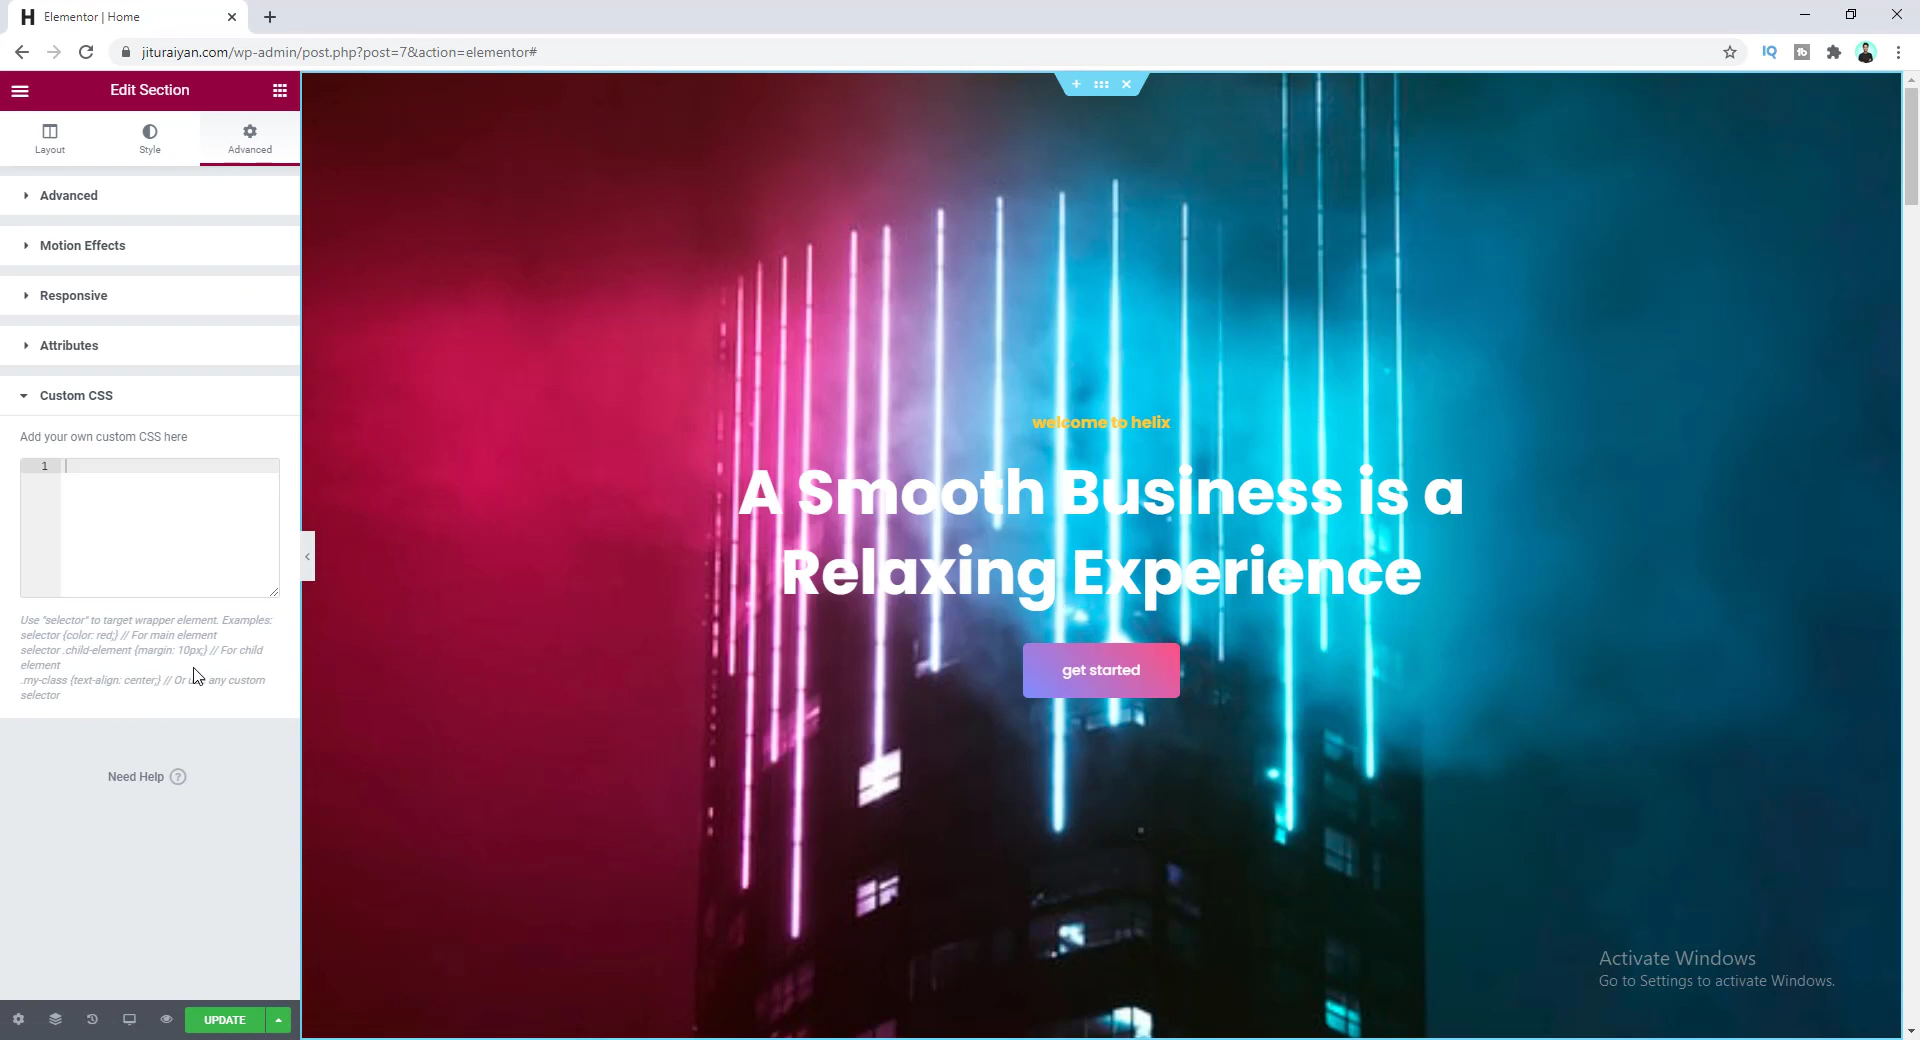 Elementor | Home
jituraiyan.com/wp-admin/post.php?post=7&action=elementor#
Edit Section
Layout
Style
Advanced
Advanced
Motion Effects
Responsive
Attributes
Custom CSS
Add your own custom CSS here
1
Use "selector" to target wrapper element. Examples:
selector {color: red;} // For main element
selector .child-element {margin: 10px;} // For child
element
.my-class {text-align: center;} // Or any custom
selector
Need Help ?
UPDATE
welcome to helix
A Smooth Business is a
Relaxing Experience
get started
Activate Windows
Go to Settings to activate Windows.